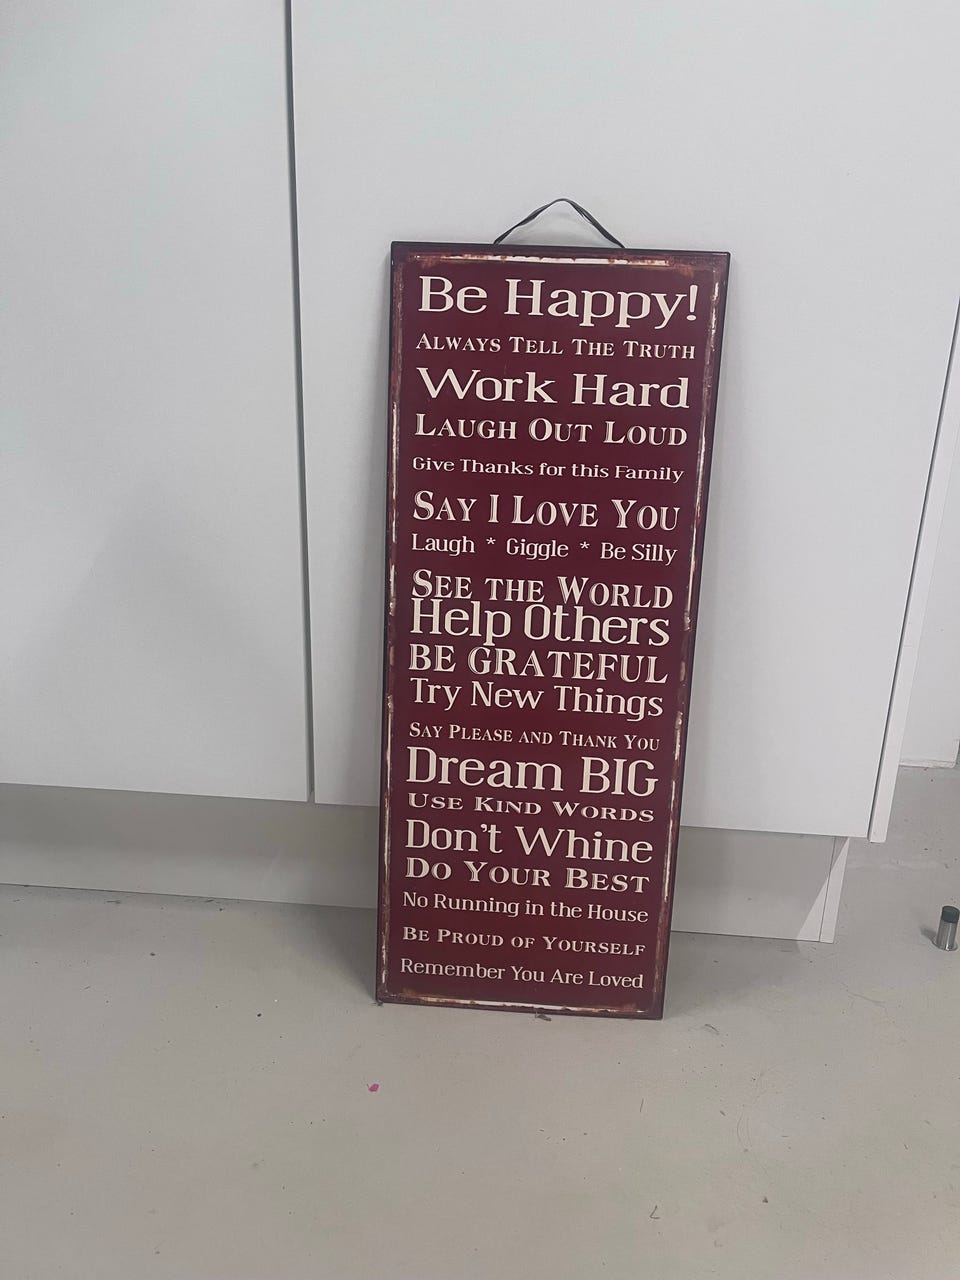 Be Happy!
ALWAYS TELL THE TRUTH
Work Hard
LAUGH OUT LOUD
Give Thanks for this Family
SAY I LOVE YOU
Laugh * Giggle * Be Silly
SEE THE WORLD
Help Others
BE GRATEFUL
Try New Things
SAY PLEASE AND THANK YOU
Dream BIG
USE KIND WORDS
Don't Whine
DO YOUR BEST
No Running in the House
BE PROUD OF YOURSELF
Remember You Are Loved